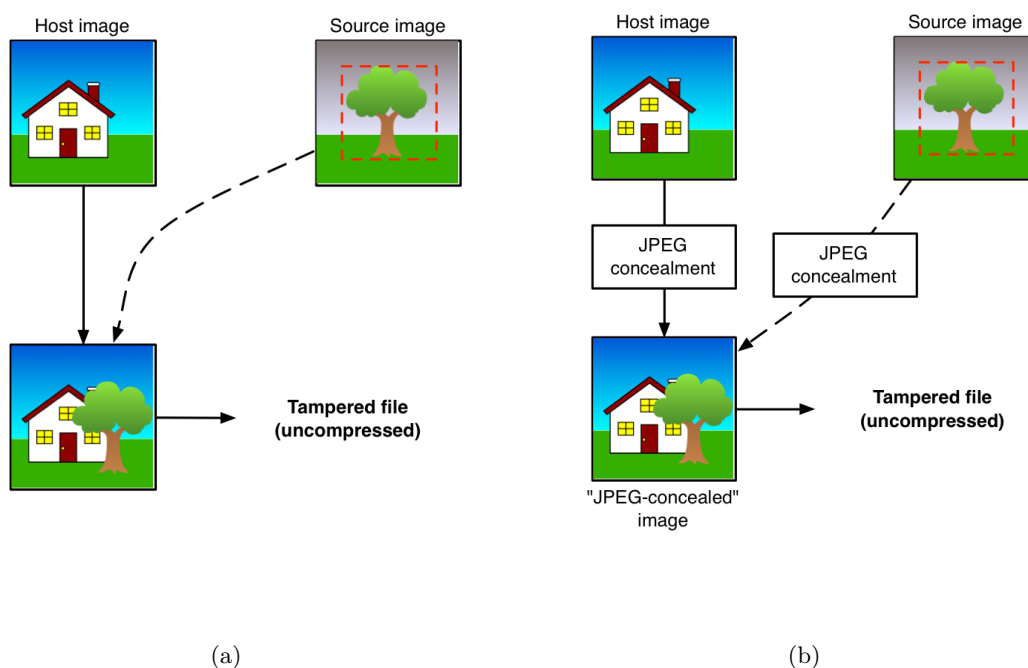 Host image
Source image
Tampered file
(uncompressed)
(a)
Host image
Source image
JPEG
concealment
JPEG
concealment
Tampered file
(uncompressed)
"JPEG-concealed"
image
(b)